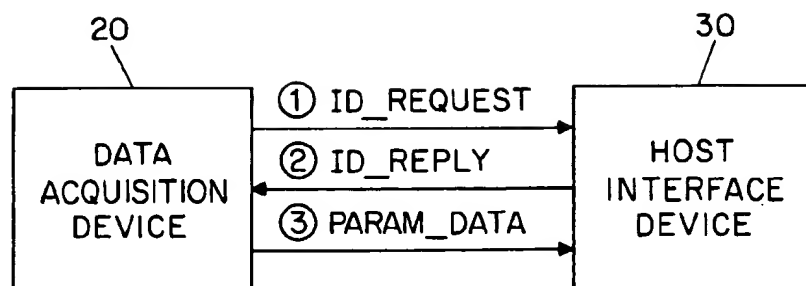 20
30
DATA
ACQUISITION
DEVICE
① ID_REQUEST
② ID_REPLY
③ PARAM_DATA
HOST
INTERFACE
DEVICE